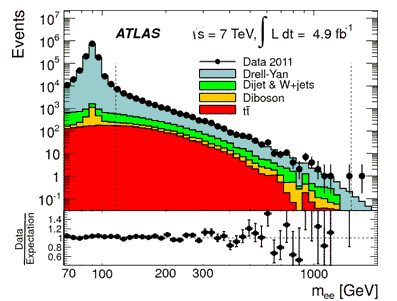 Events
10⁷
10⁶
10⁵
10⁴
10³
10²
10
1
10⁻¹
ATLAS
√s = 7 TeV, ∫ L dt = 4.9 fb⁻¹
Data 2011
Drell-Yan
Dijet & W+jets
Diboson
tt̄
Data
Expectation
1.4
1.2
1
0.8
0.6
70 100 200 300 1000
m_ee [GeV]